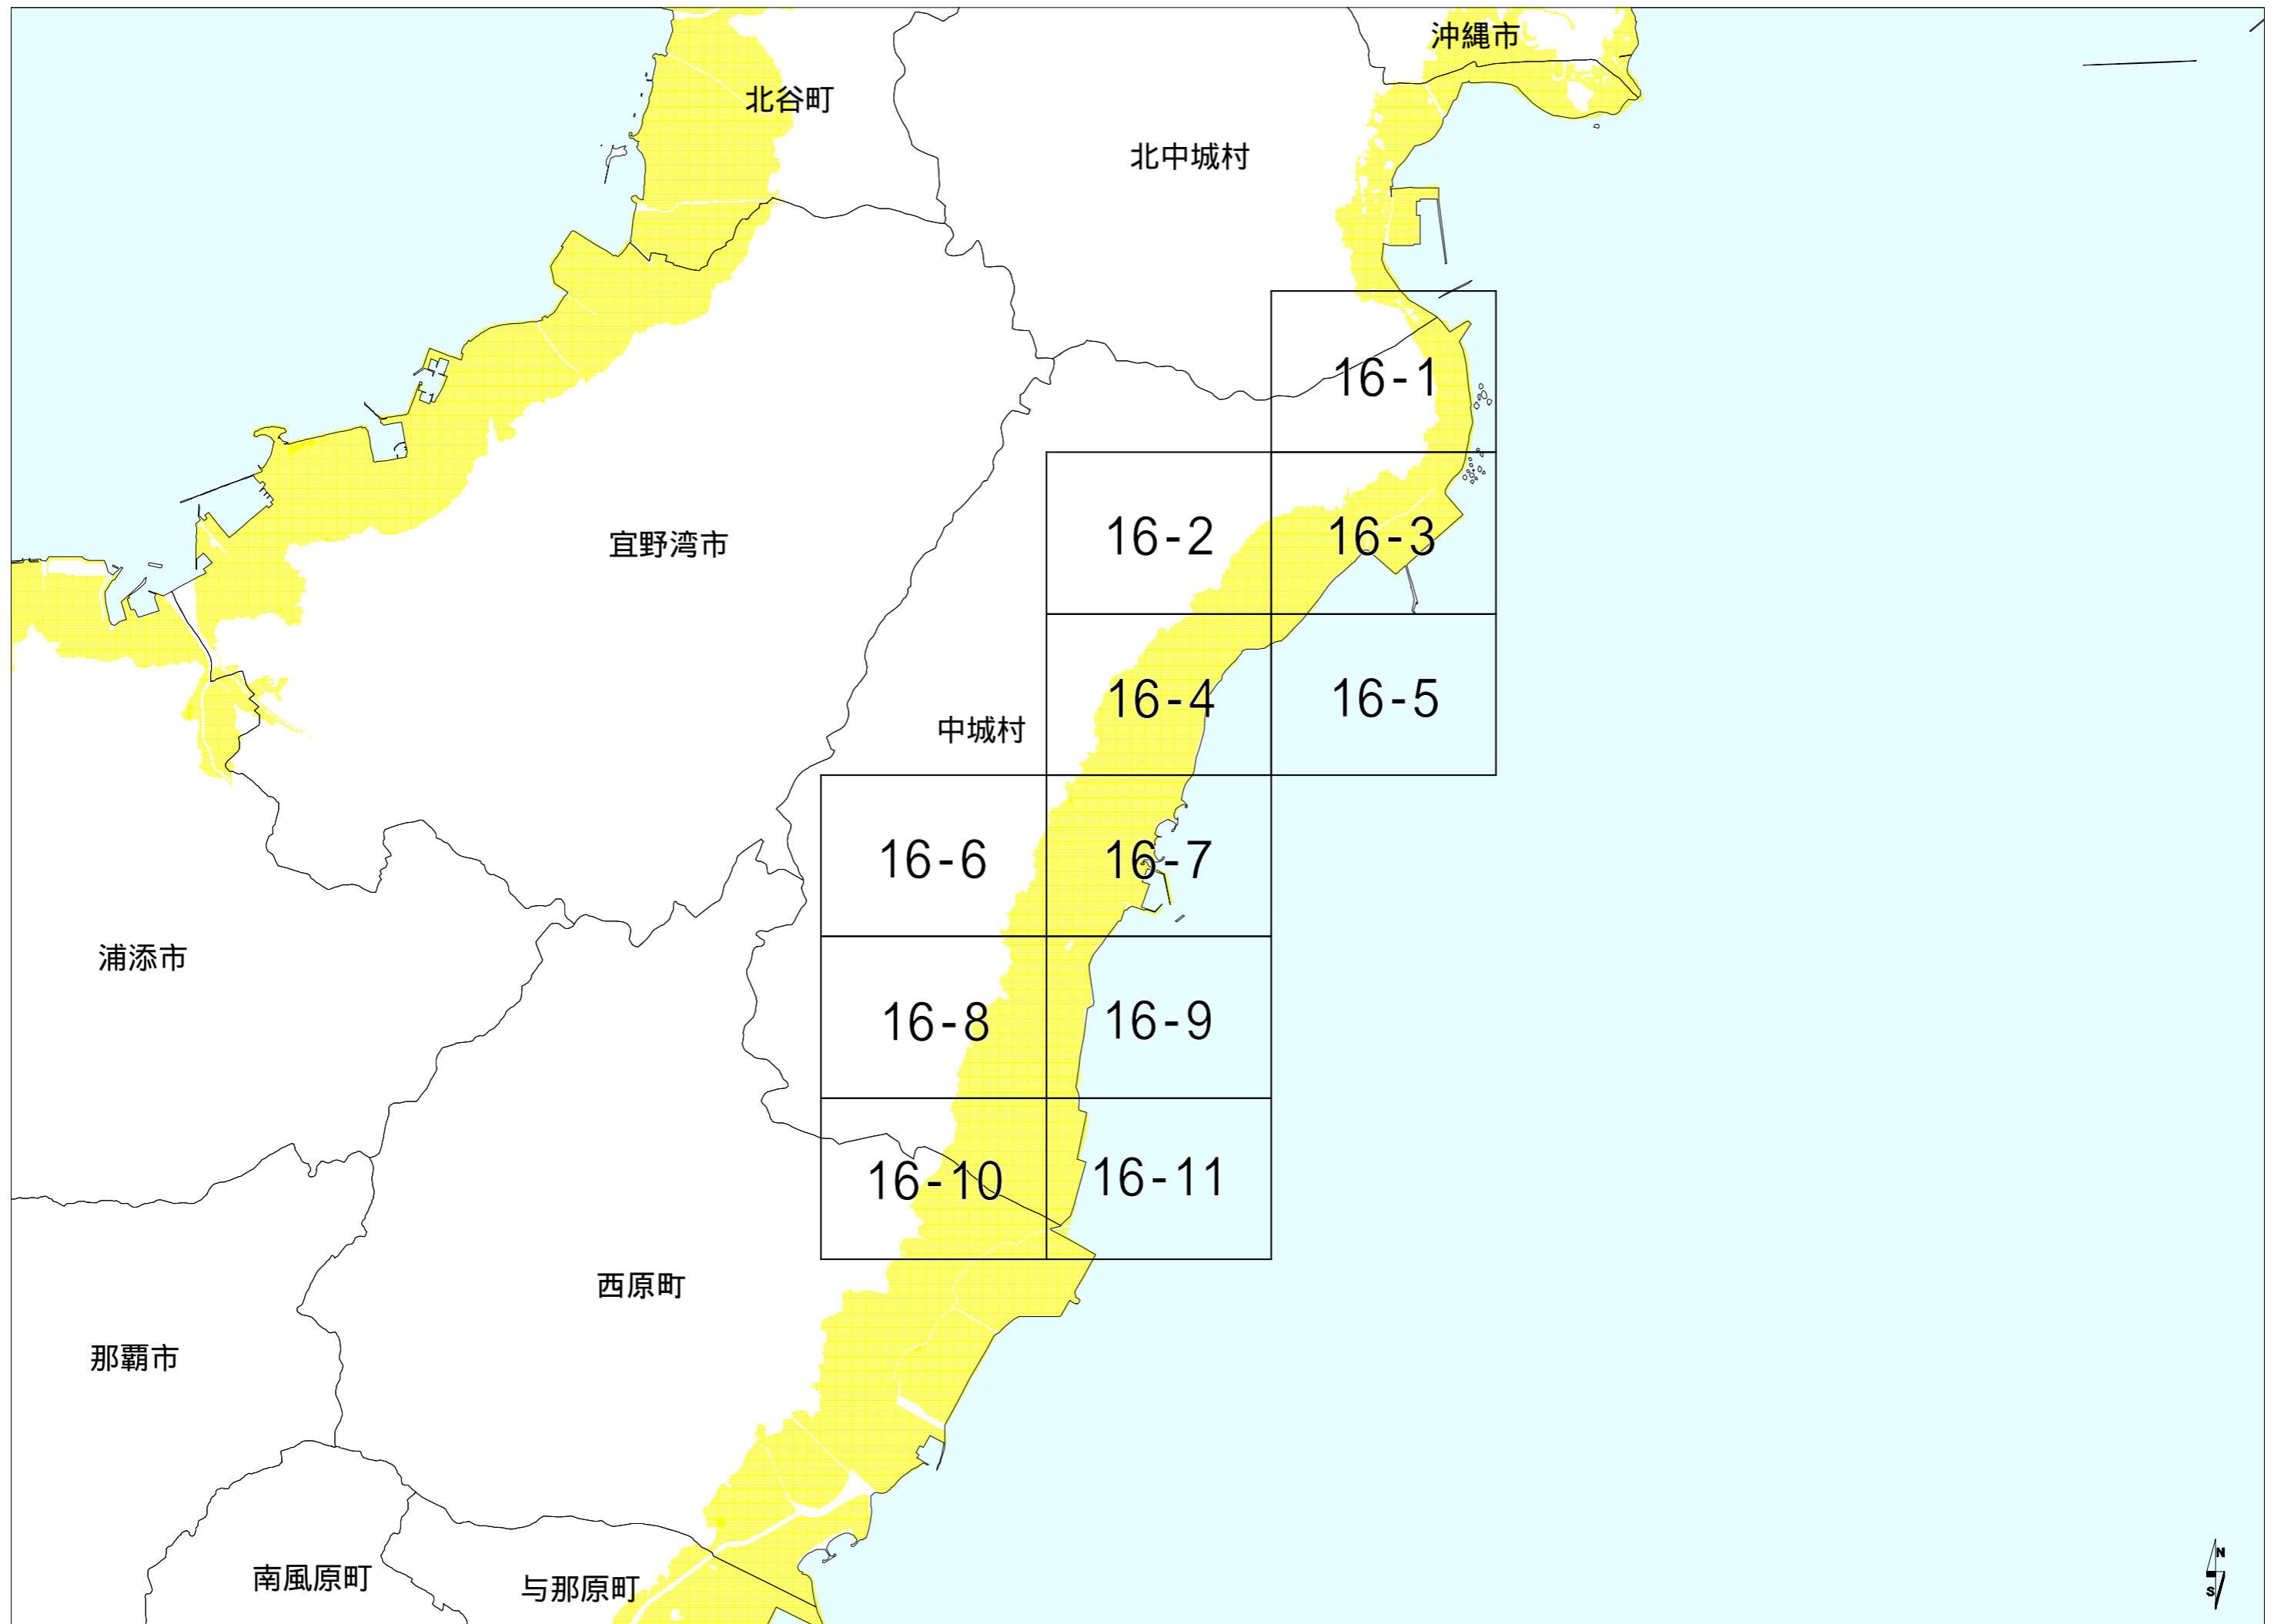 沖縄市
北谷町
北中城村
16-1
16-2
16-3
宜野湾市
16-4
16-5
中城村
16-6
16-7
浦添市
16-8
16-9
16-10
16-11
西原町
那覇市
南風原町
与那原町
N
S